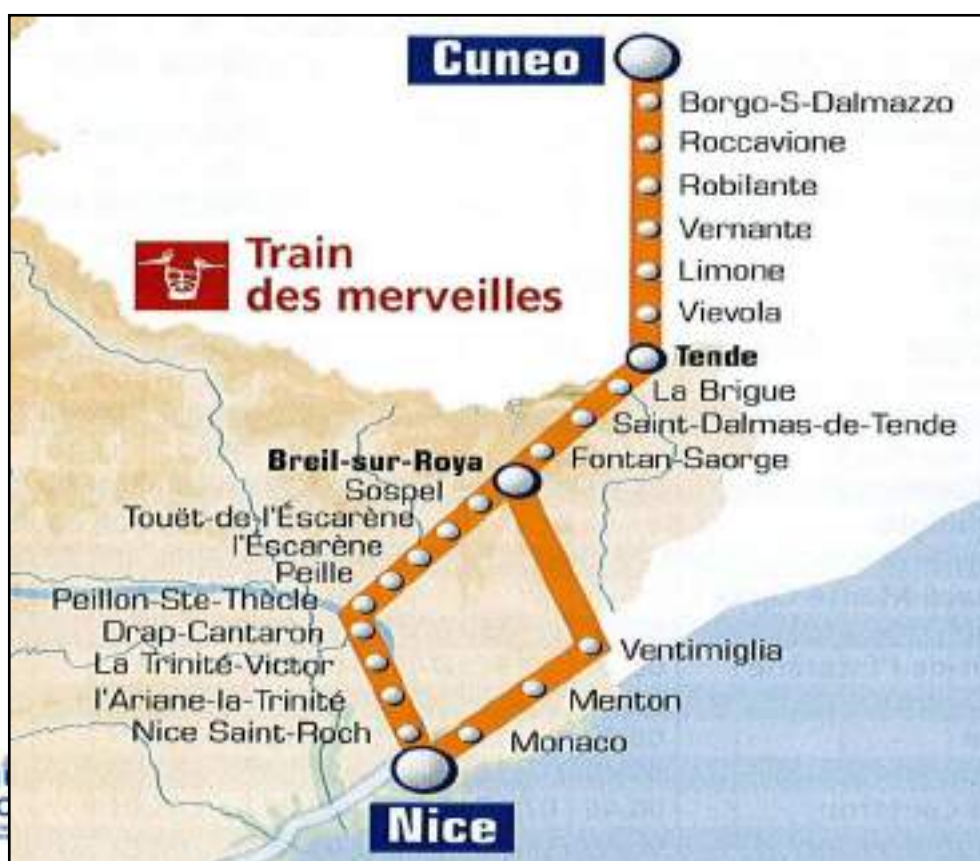 Cuneo
Borgo-S-Dalmazzo
Roccavione
Robilante
Vernante
Limone
Vievola
Train
des merveilles
Tende
La Brigue
Saint-Dalmas-de-Tende
Fontan-Saorge
Breil-sur-Roya
Sospel
Touët-de-l'Éscarène
l'Éscarène
Peille
Peillon-Ste-Thècle
Drap-Cantaron
La Trinité-Victor
l'Ariane-la-Trinité
Nice Saint-Roch
Ventimiglia
Menton
Monaco
Nice